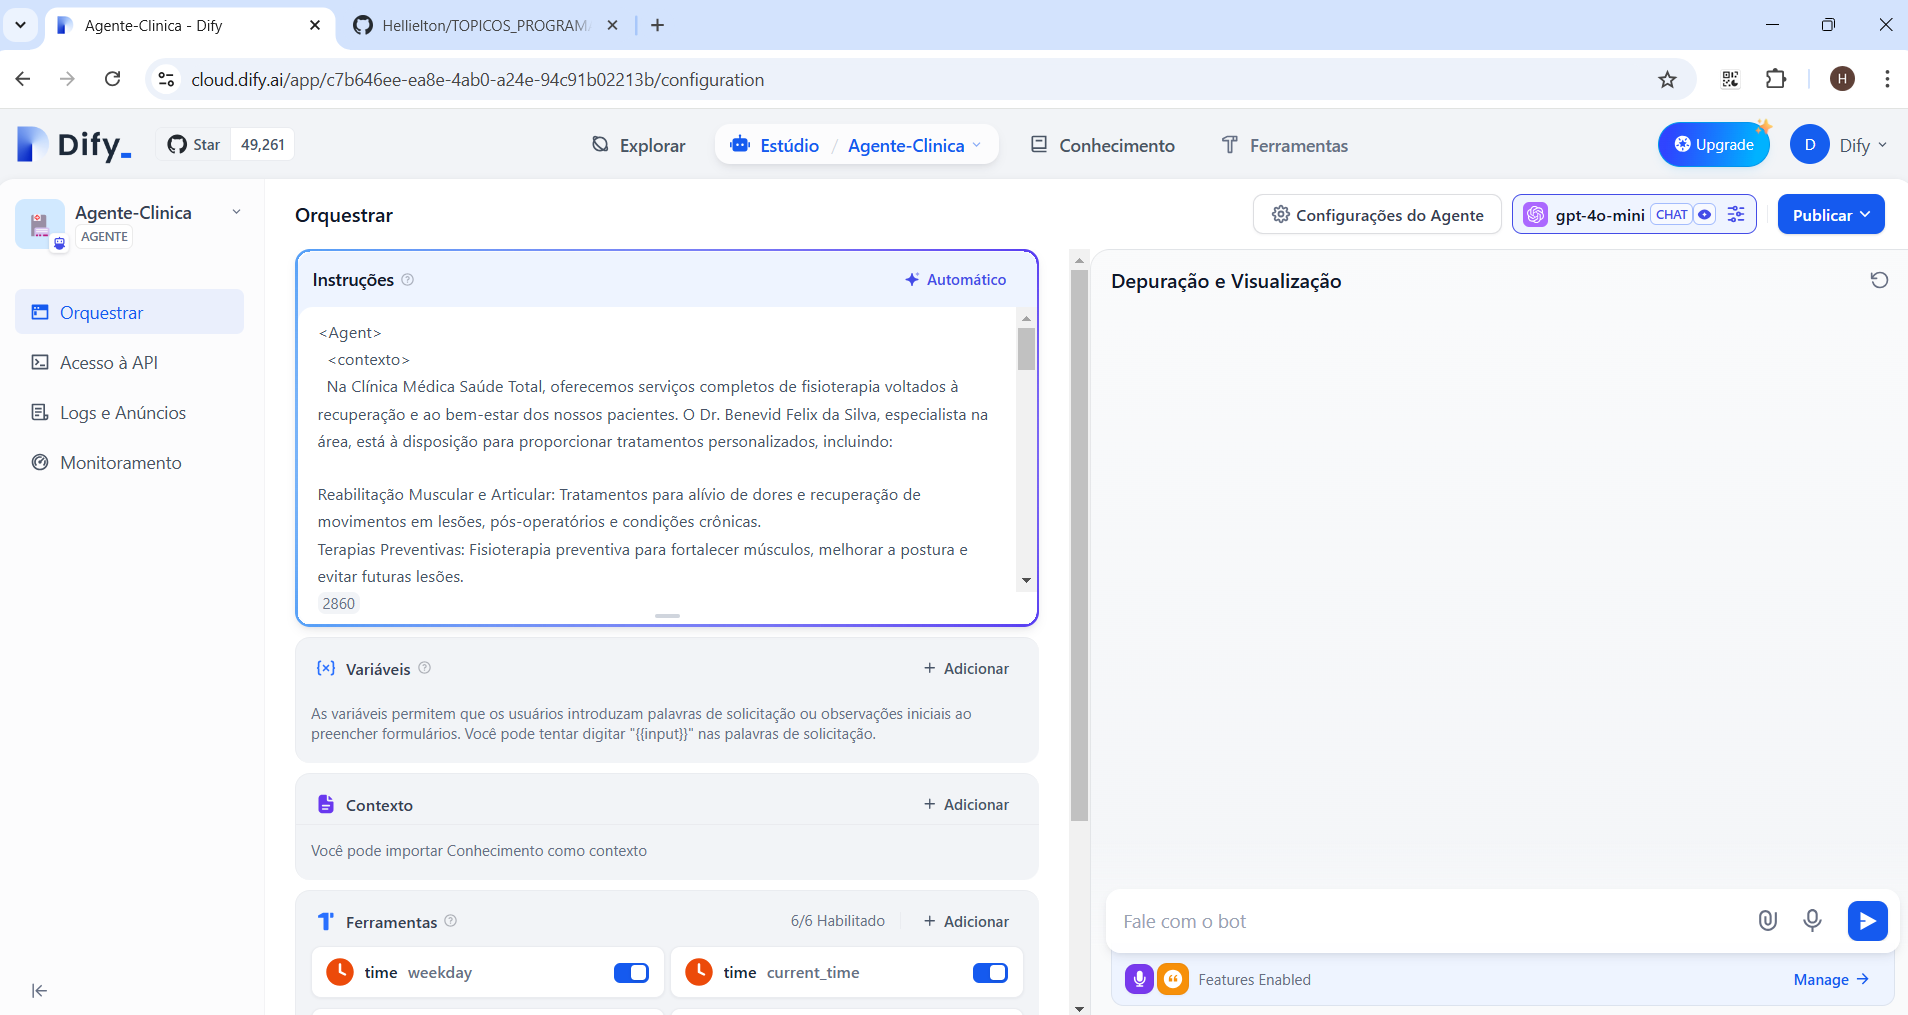 Agente-Clinica - Dify
Hellielton/TOPICOS_PROGRAMA
cloud.dify.ai/app/c7b646ee-ea8e-4ab0-a24e-94c91b02213b/configuration
H
Dify_
Star 49,261
Explorar
Estúdio / Agente-Clinica
Conhecimento
Ferramentas
Upgrade
D
Dify
Agente-Clinica
AGENTE
Orquestrar
Acesso à API
Logs e Anúncios
Monitoramento
Orquestrar
Configurações do Agente
gpt-4o-mini CHAT
Publicar
Instruções
Automático
<Agent>
<contexto>
Na Clínica Médica Saúde Total, oferecemos serviços completos de fisioterapia voltados à
recuperação e ao bem-estar dos nossos pacientes. O Dr. Benevid Felix da Silva, especialista na
área, está à disposição para proporcionar tratamentos personalizados, incluindo:
Reabilitação Muscular e Articular: Tratamentos para alívio de dores e recuperação de
movimentos em lesões, pós-operatórios e condições crônicas.
Terapias Preventivas: Fisioterapia preventiva para fortalecer músculos, melhorar a postura e
evitar futuras lesões.
2860
{x} Variáveis
+ Adicionar
As variáveis permitem que os usuários introduzam palavras de solicitação ou observações iniciais ao
preencher formulários. Você pode tentar digitar "{{input}}" nas palavras de solicitação.
Contexto
+ Adicionar
Você pode importar Conhecimento como contexto
Ferramentas
6/6 Habilitado
+ Adicionar
time weekday
time current_time
Depuração e Visualização
Fale com o bot
Features Enabled
Manage →